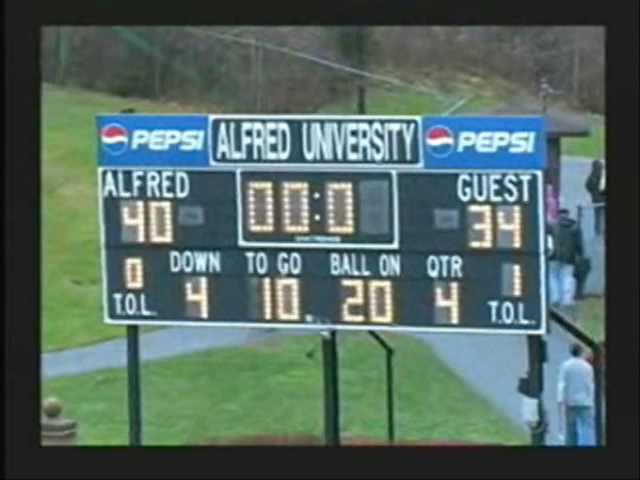 PEPSI ALFRED UNIVERSITY PEPSI
ALFRED 00:0 GUEST
40 34
DOWN TO GO BALL ON QTR
0 4 10 20 4 1
T.O.L. T.O.L.